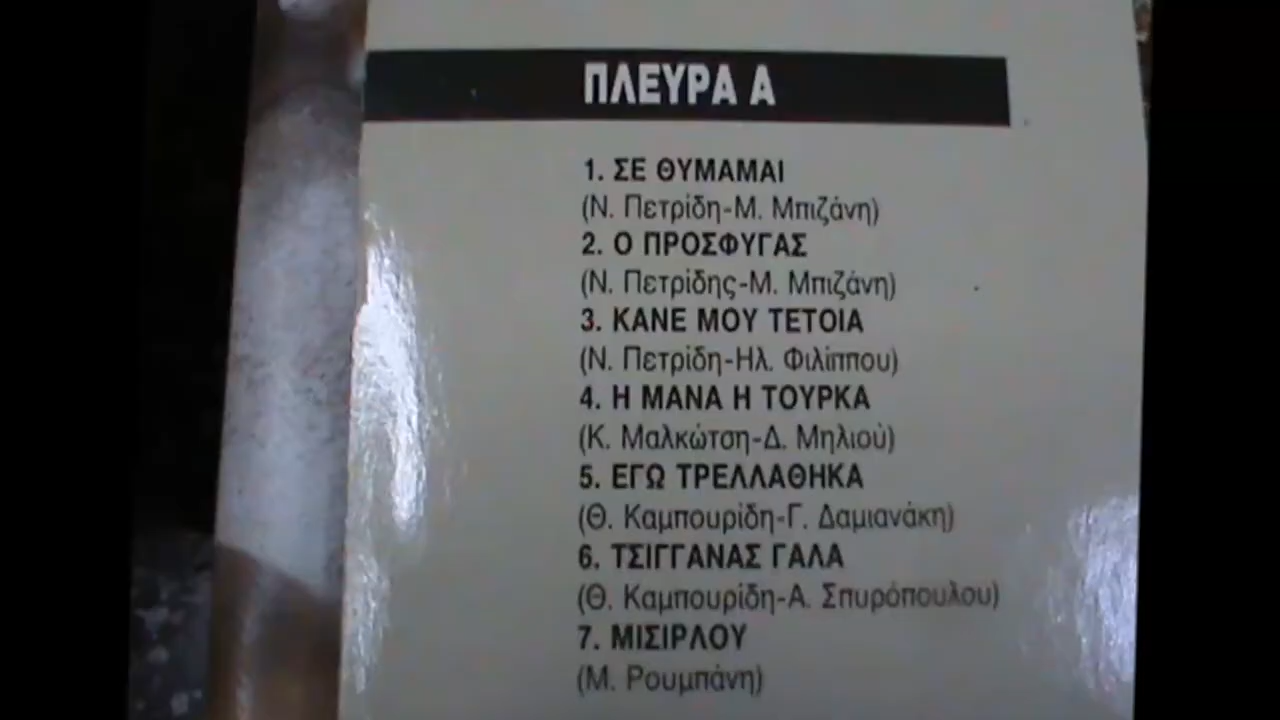 ΠΛΕΥΡΑ Α
1. ΣΕ ΘΥΜΑΜΑΙ
(Ν. Πετρίδη-Μ. Μπιζάνη)
2. Ο ΠΡΟΣΦΥΓΑΣ
(Ν. Πετρίδης-Μ. Μπιζάνη)
3. ΚΑΝΕ ΜΟΥ ΤΕΤΟΙΑ
(Ν. Πετρίδη-Ηλ. Φιλίππου)
4. Η ΜΑΝΑ Η ΤΟΥΡΚΑ
(Κ. Μαλκώτση-Δ. Μηλιού)
5. ΕΓΩ ΤΡΕΛΛΑΘΗΚΑ
(Θ. Καμπουρίδη-Γ. Δαμιανάκη)
6. ΤΣΙΓΓΑΝΑΣ ΓΑΛΑ
(Θ. Καμπουρίδη-Α. Σπυρόπουλου)
7. ΜΙΣΙΡΛΟΥ
(Μ. Ρουμπάνη)